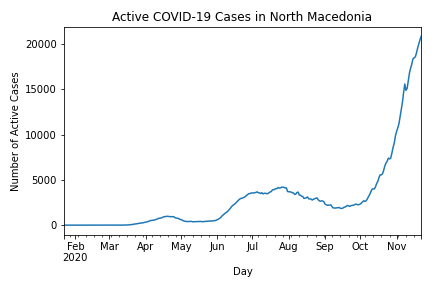 Active COVID-19 Cases in North Macedonia
Number of Active Cases
20000
15000
10000
5000
0
Feb Mar Apr May Jun Jul Aug Sep Oct Nov
2020
Day